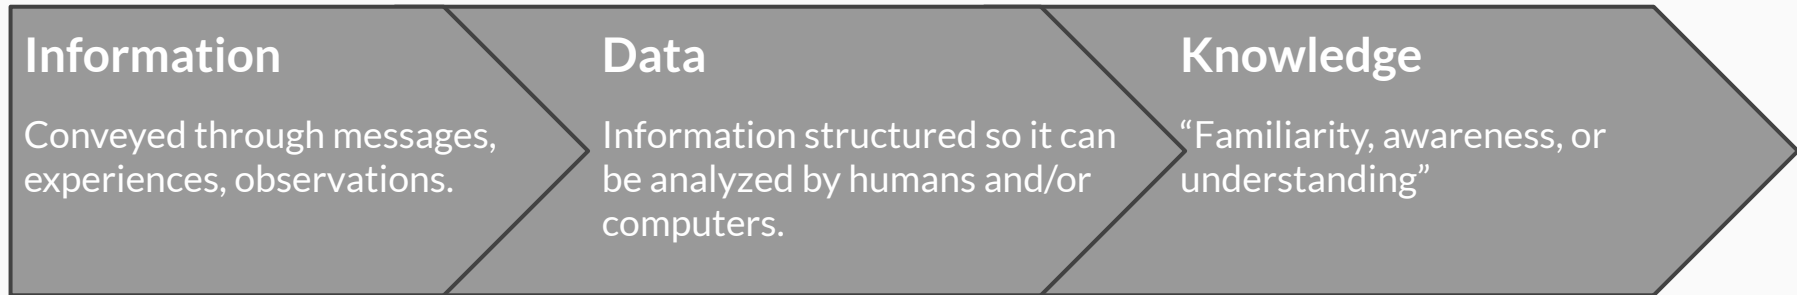 Information
Conveyed through messages,
experiences, observations.
Data
Information structured so it can
be analyzed by humans and/or
computers.
Knowledge
“Familiarity, awareness, or
understanding”